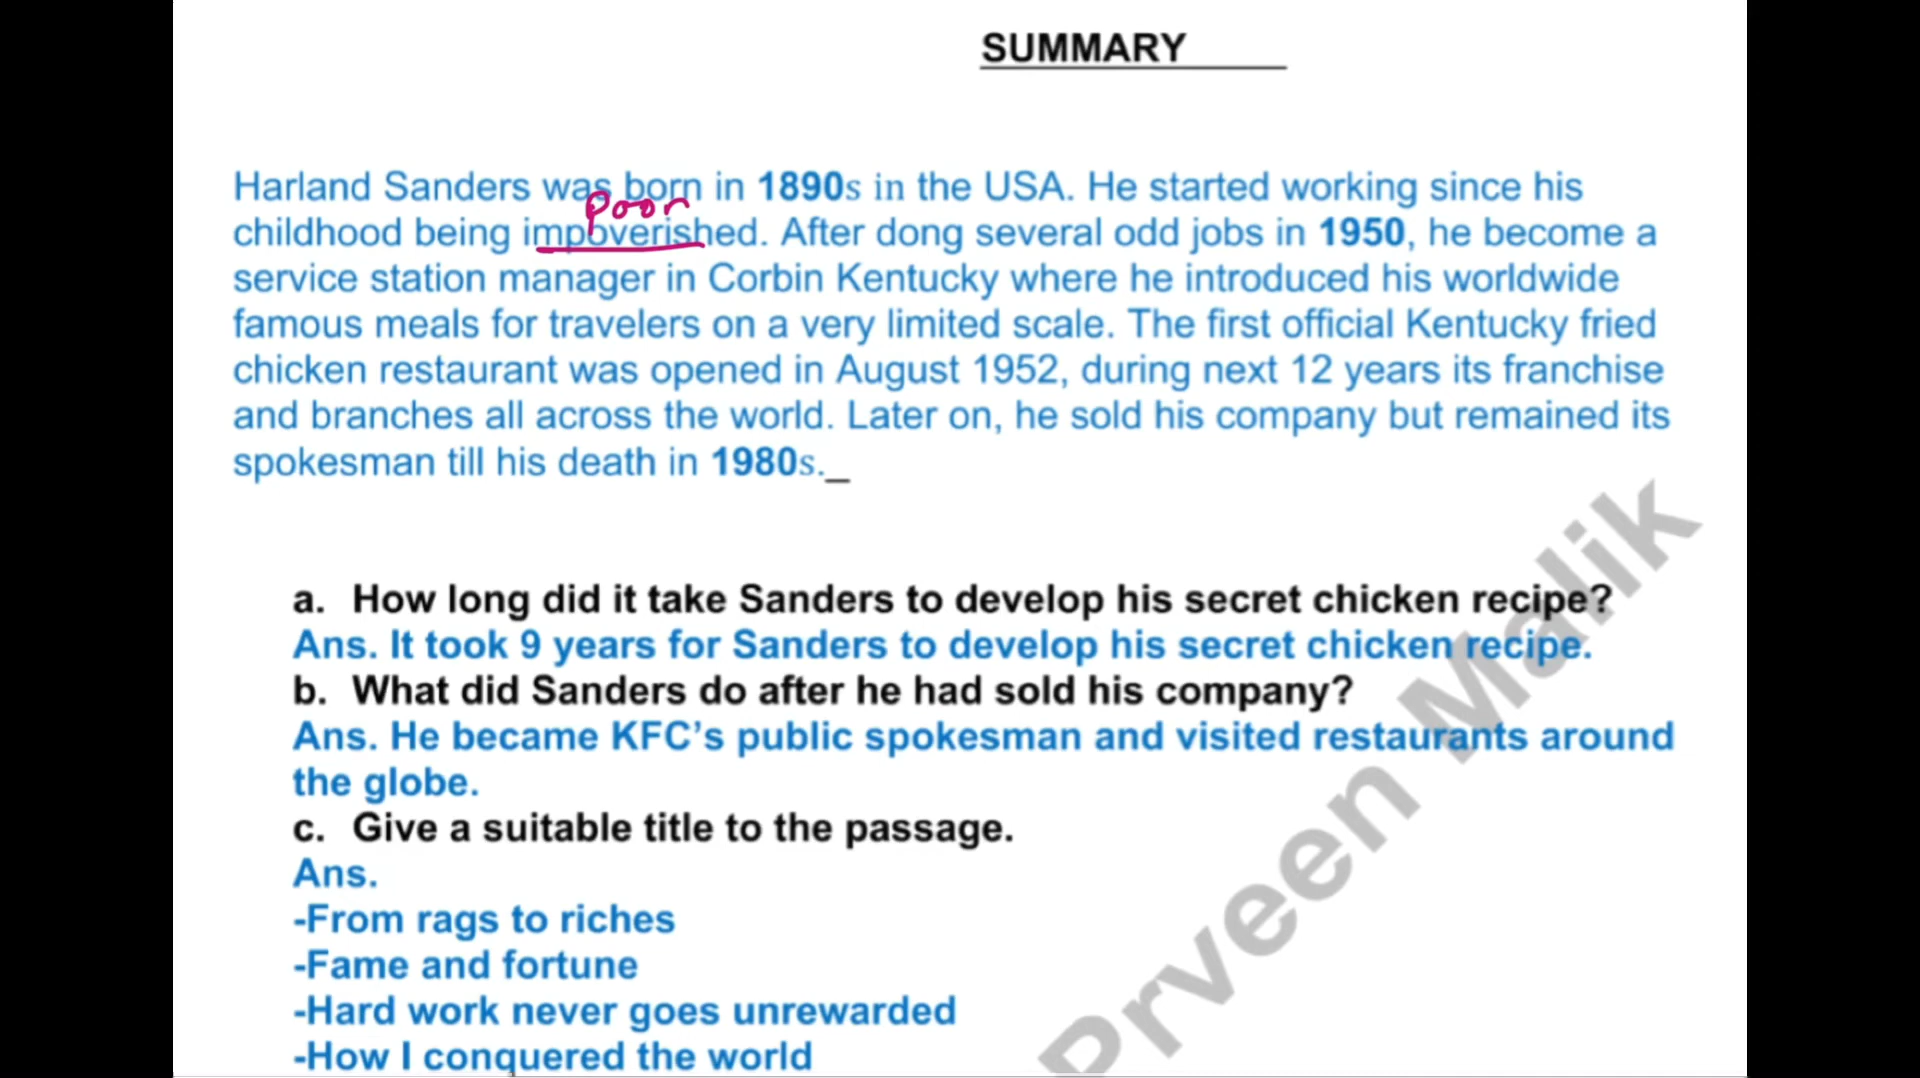 SUMMARY
Harland Sanders was born in 1890s in the USA. He started working since his
poor
childhood being impoverished. After dong several odd jobs in 1950, he become a
service station manager in Corbin Kentucky where he introduced his worldwide
famous meals for travelers on a very limited scale. The first official Kentucky fried
chicken restaurant was opened in August 1952, during next 12 years its franchise
and branches all across the world. Later on, he sold his company but remained its
spokesman till his death in 1980s._
a. How long did it take Sanders to develop his secret chicken recipe?
Ans. It took 9 years for Sanders to develop his secret chicken recipe.
b. What did Sanders do after he had sold his company?
Ans. He became KFC’s public spokesman and visited restaurants around
the globe.
c. Give a suitable title to the passage.
Ans.
-From rags to riches
-Fame and fortune
-Hard work never goes unrewarded
-How I conquered the world
Prveen Malik